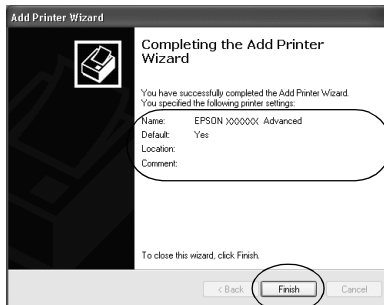 Add Printer Wizard
Completing the Add Printer
Wizard
You have successfully completed the Add Printer Wizard.
You specified the following printer settings:
Name: EPSON XXXXXX Advanced
Default: Yes
Location:
Comment:
To close this wizard, click Finish.
< Back Finish Cancel